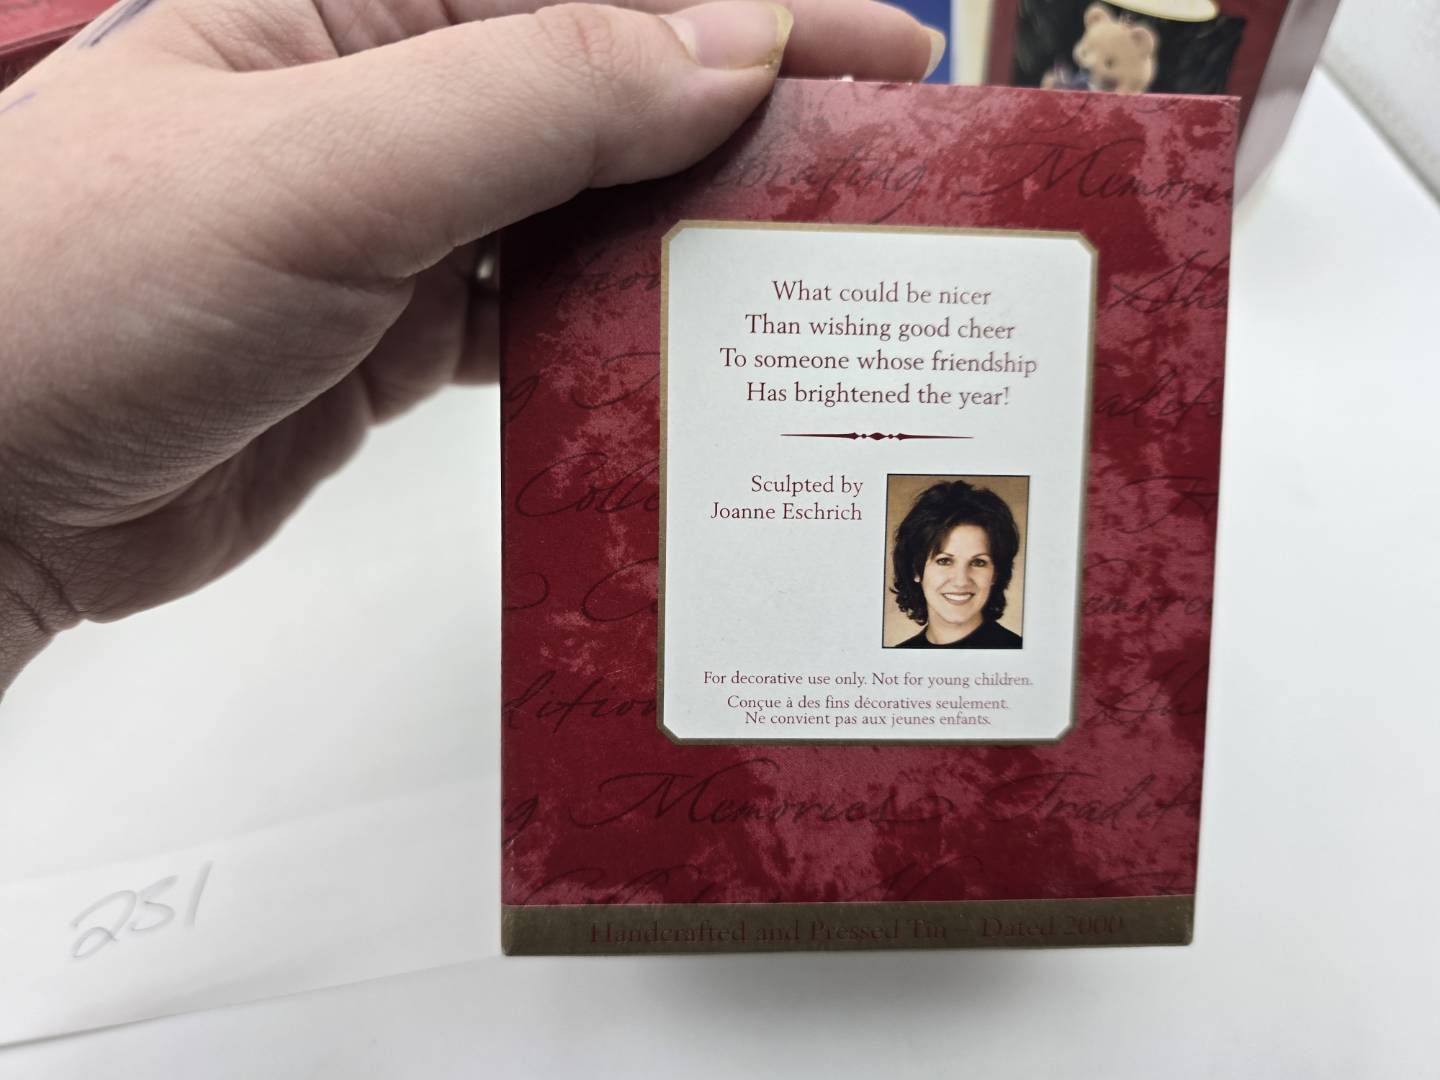 Memories
What could be nicer
Than wishing good cheer
To someone whose friendship
Has brightened the year!
Sculpted by
Joanne Eschrich
For decorative use only. Not for young children.
Conçue à des fins décoratives seulement.
Ne convient pas aux jeunes enfants.
Memories
Handcrafted and Pressed Tin – Dated 2000
251